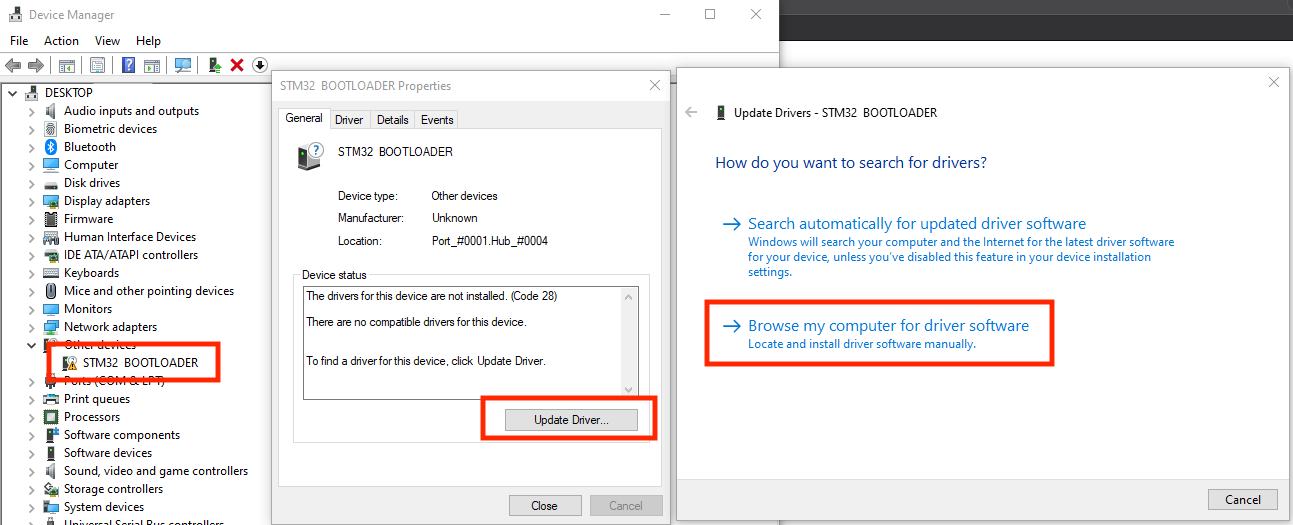 Device Manager
File Action View Help
DESKTOP
Audio inputs and outputs
Biometric devices
Bluetooth
Computer
Disk drives
Display adapters
Firmware
Human Interface Devices
IDE ATA/ATAPI controllers
Keyboards
Mice and other pointing devices
Monitors
Network adapters
Other devices
STM32 BOOTLOADER
Ports (COM & LPT)
Print queues
Processors
Software components
Software devices
Sound, video and game controllers
Storage controllers
System devices
Universal Serial Bus controllers
STM32 BOOTLOADER Properties
General Driver Details Events
STM32 BOOTLOADER
Device type: Other devices
Manufacturer: Unknown
Location: Port_#0001.Hub_#0004
Device status
The drivers for this device are not installed. (Code 28)
There are no compatible drivers for this device.
To find a driver for this device, click Update Driver.
Update Driver...
Close Cancel
Update Drivers - STM32 BOOTLOADER
How do you want to search for drivers?
Search automatically for updated driver software
Windows will search your computer and the Internet for the latest driver software
for your device, unless you've disabled this feature in your device installation
settings.
Browse my computer for driver software
Locate and install driver software manually.
Cancel